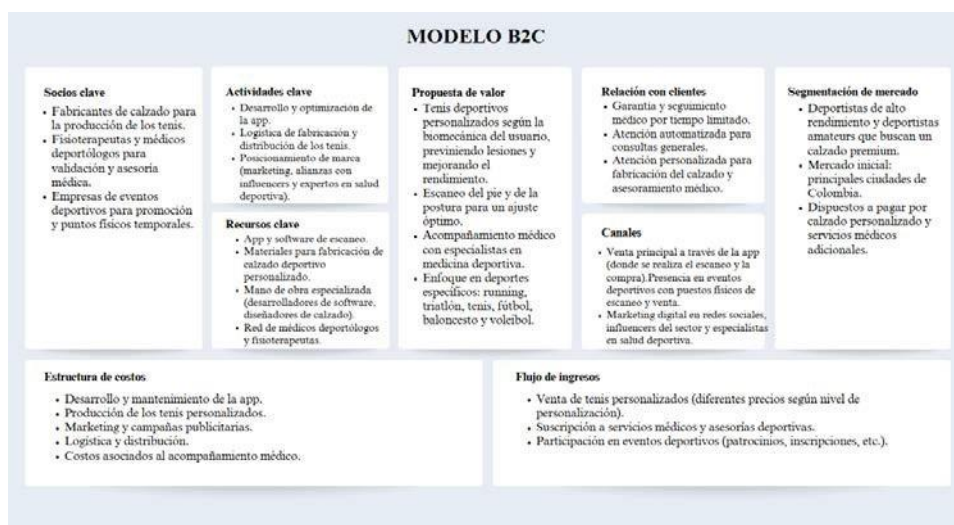 MODELO B2C
Socios clave
• Fabricantes de calzado para
la producción de los tenis.
• Fisioterapeutas y médicos
deportólogos para
validación y asesoría
médica.
• Empresas de eventos
deportivos para promoción
y puntos físicos temporales.
Actividades clave
• Desarrollo y optimización de
la app.
• Logística de fabricación y
distribución de los tenis.
• Posicionamiento de marca
(marketing, alianzas con
influencers y expertos en salud
deportiva).
Recursos clave
• App y software de escaneo.
• Materiales para fabricación de
calzado deportivo
personalizado.
• Mano de obra especializada
(desarrolladores de software,
diseñadores de calzado).
• Red de médicos deportólogos
y fisioterapeutas.
Propuesta de valor
• Tenis deportivos
personalizados según la
biomecánica del usuario,
previniendo lesiones y
mejorando el
rendimiento.
• Escaneo del pie y de la
postura para un ajuste
óptimo.
• Acompañamiento médico
con especialistas en
medicina deportiva.
• Enfoque en deportes
específicos: running,
triatlón, tenis, fútbol,
baloncesto y voleibol.
Relación con clientes
• Garantía y seguimiento
médico por tiempo limitado.
• Atención automatizada para
consultas generales.
• Atención personalizada para
fabricación del calzado y
asesoramiento médico.
Canales
• Venta principal a través de la app
(donde se realiza el escaneo y la
compra).Presencia en eventos
deportivos con puestos físicos de
escaneo y venta.
• Marketing digital en redes sociales,
influencers del sector y especialistas
en salud deportiva.
Segmentación de mercado
• Deportistas de alto
rendimiento y deportistas
amateurs que buscan un
calzado premium.
• Mercado inicial:
principales ciudades de
Colombia.
• Dispuestos a pagar por
calzado personalizado y
servicios médicos
adicionales.
Estructura de costos
• Desarrollo y mantenimiento de la app.
• Producción de los tenis personalizados.
• Marketing y campañas publicitarias.
• Logística y distribución.
• Costos asociados al acompañamiento médico.
Flujo de ingresos
• Venta de tenis personalizados (diferentes precios según nivel de
personalización).
• Suscripción a servicios médicos y asesorías deportivas.
• Participación en eventos deportivos (patrocinios, inscripciones, etc.).